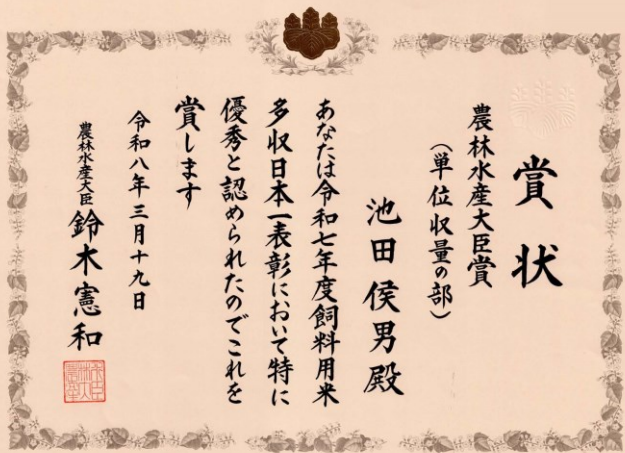 賞状
農林水産大臣賞
（単位収量の部）
池田侯男殿
あなたは令和七年度飼料用米
多収日本一表彰において特に
優秀と認められたのでこれを
賞します
令和八年三月十九日
農林水産大臣 鈴木憲和